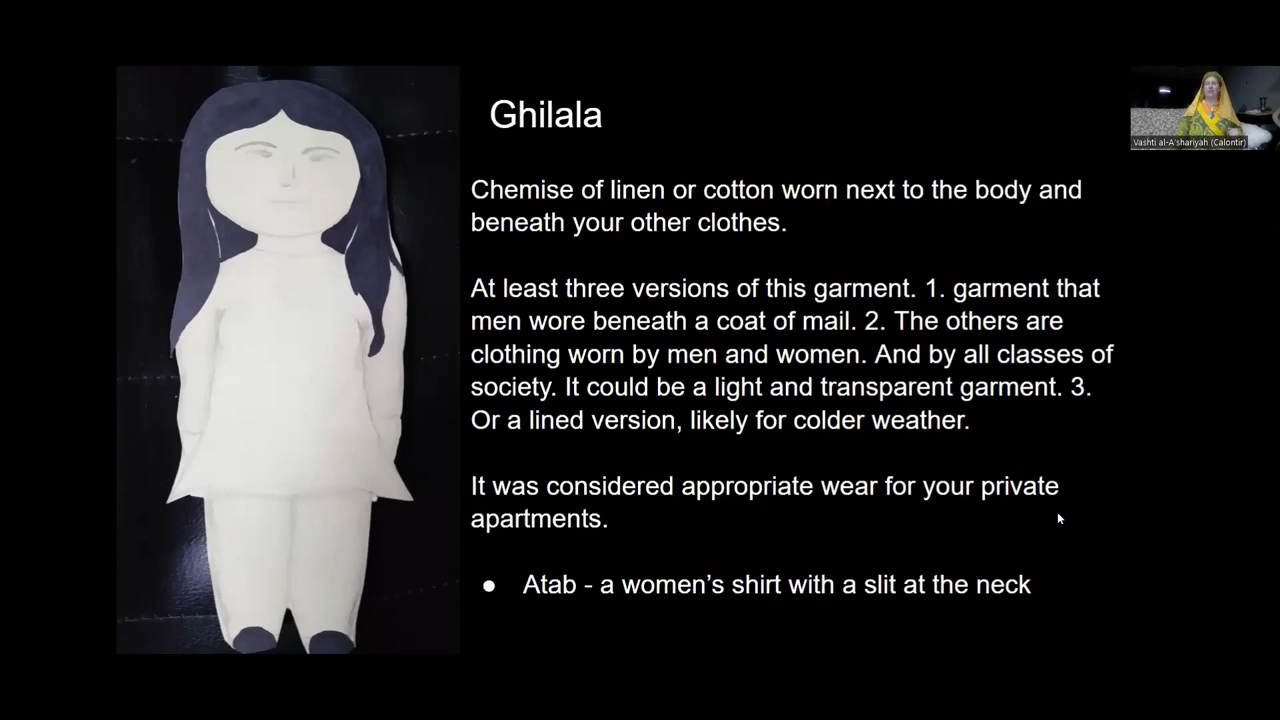 Ghilala
Vashti al-A'shariyah (Calontir)
Chemise of linen or cotton worn next to the body and
beneath your other clothes.
At least three versions of this garment. 1. garment that
men wore beneath a coat of mail. 2. The others are
clothing worn by men and women. And by all classes of
society. It could be a light and transparent garment. 3.
Or a lined version, likely for colder weather.
It was considered appropriate wear for your private
apartments.
● Atab - a women’s shirt with a slit at the neck